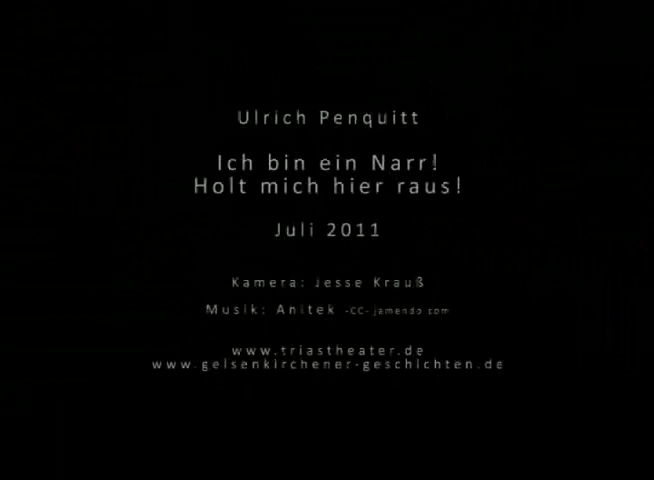 Ulrich Penquitt
Ich bin ein Narr!
Holt mich hier raus!
Juli 2011
Kamera: Jesse Krauß
Musik: Anitek -CC- jamendo.com
www.triastheater.de
www.gelsenkirchener-geschichten.de